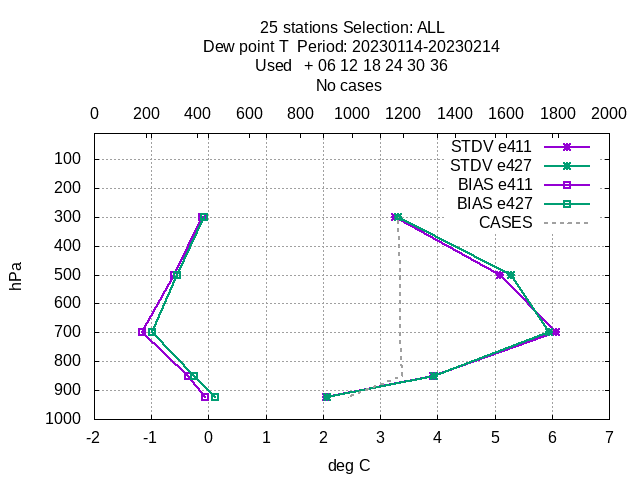 25 stations Selection: ALL
Dew point T  Period: 20230114-20230214
Used   + 06 12 18 24 30 36
No cases
0 200 400 600 800 1000 1200 1400 1600 1800 2000
STDV e411
STDV e427
BIAS e411
BIAS e427
CASES
100
200
300
400
500
600
700
800
900
1000
hPa
-2 -1 0 1 2 3 4 5 6 7
deg C